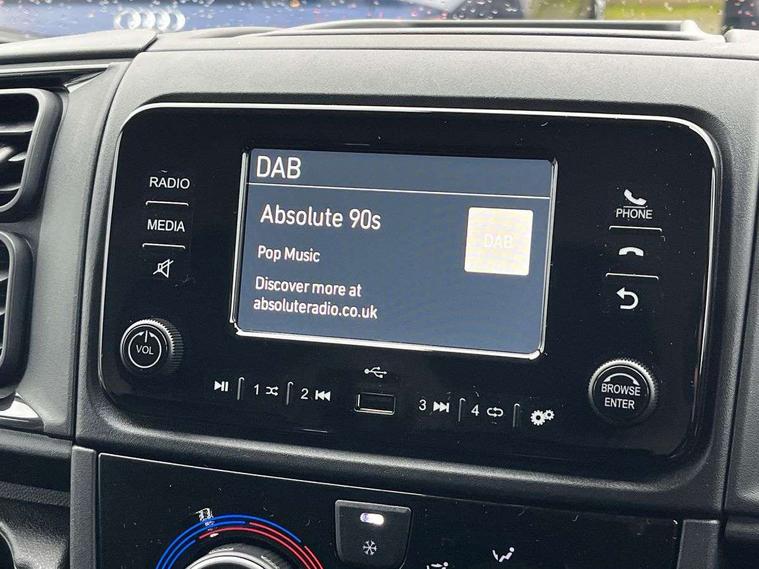 DAB
Absolute 90s
DAB
Pop Music
Discover more at
absoluteradio.co.uk
RADIO
MEDIA
VOL
PHONE
BROWSE
ENTER
1
2
3
4